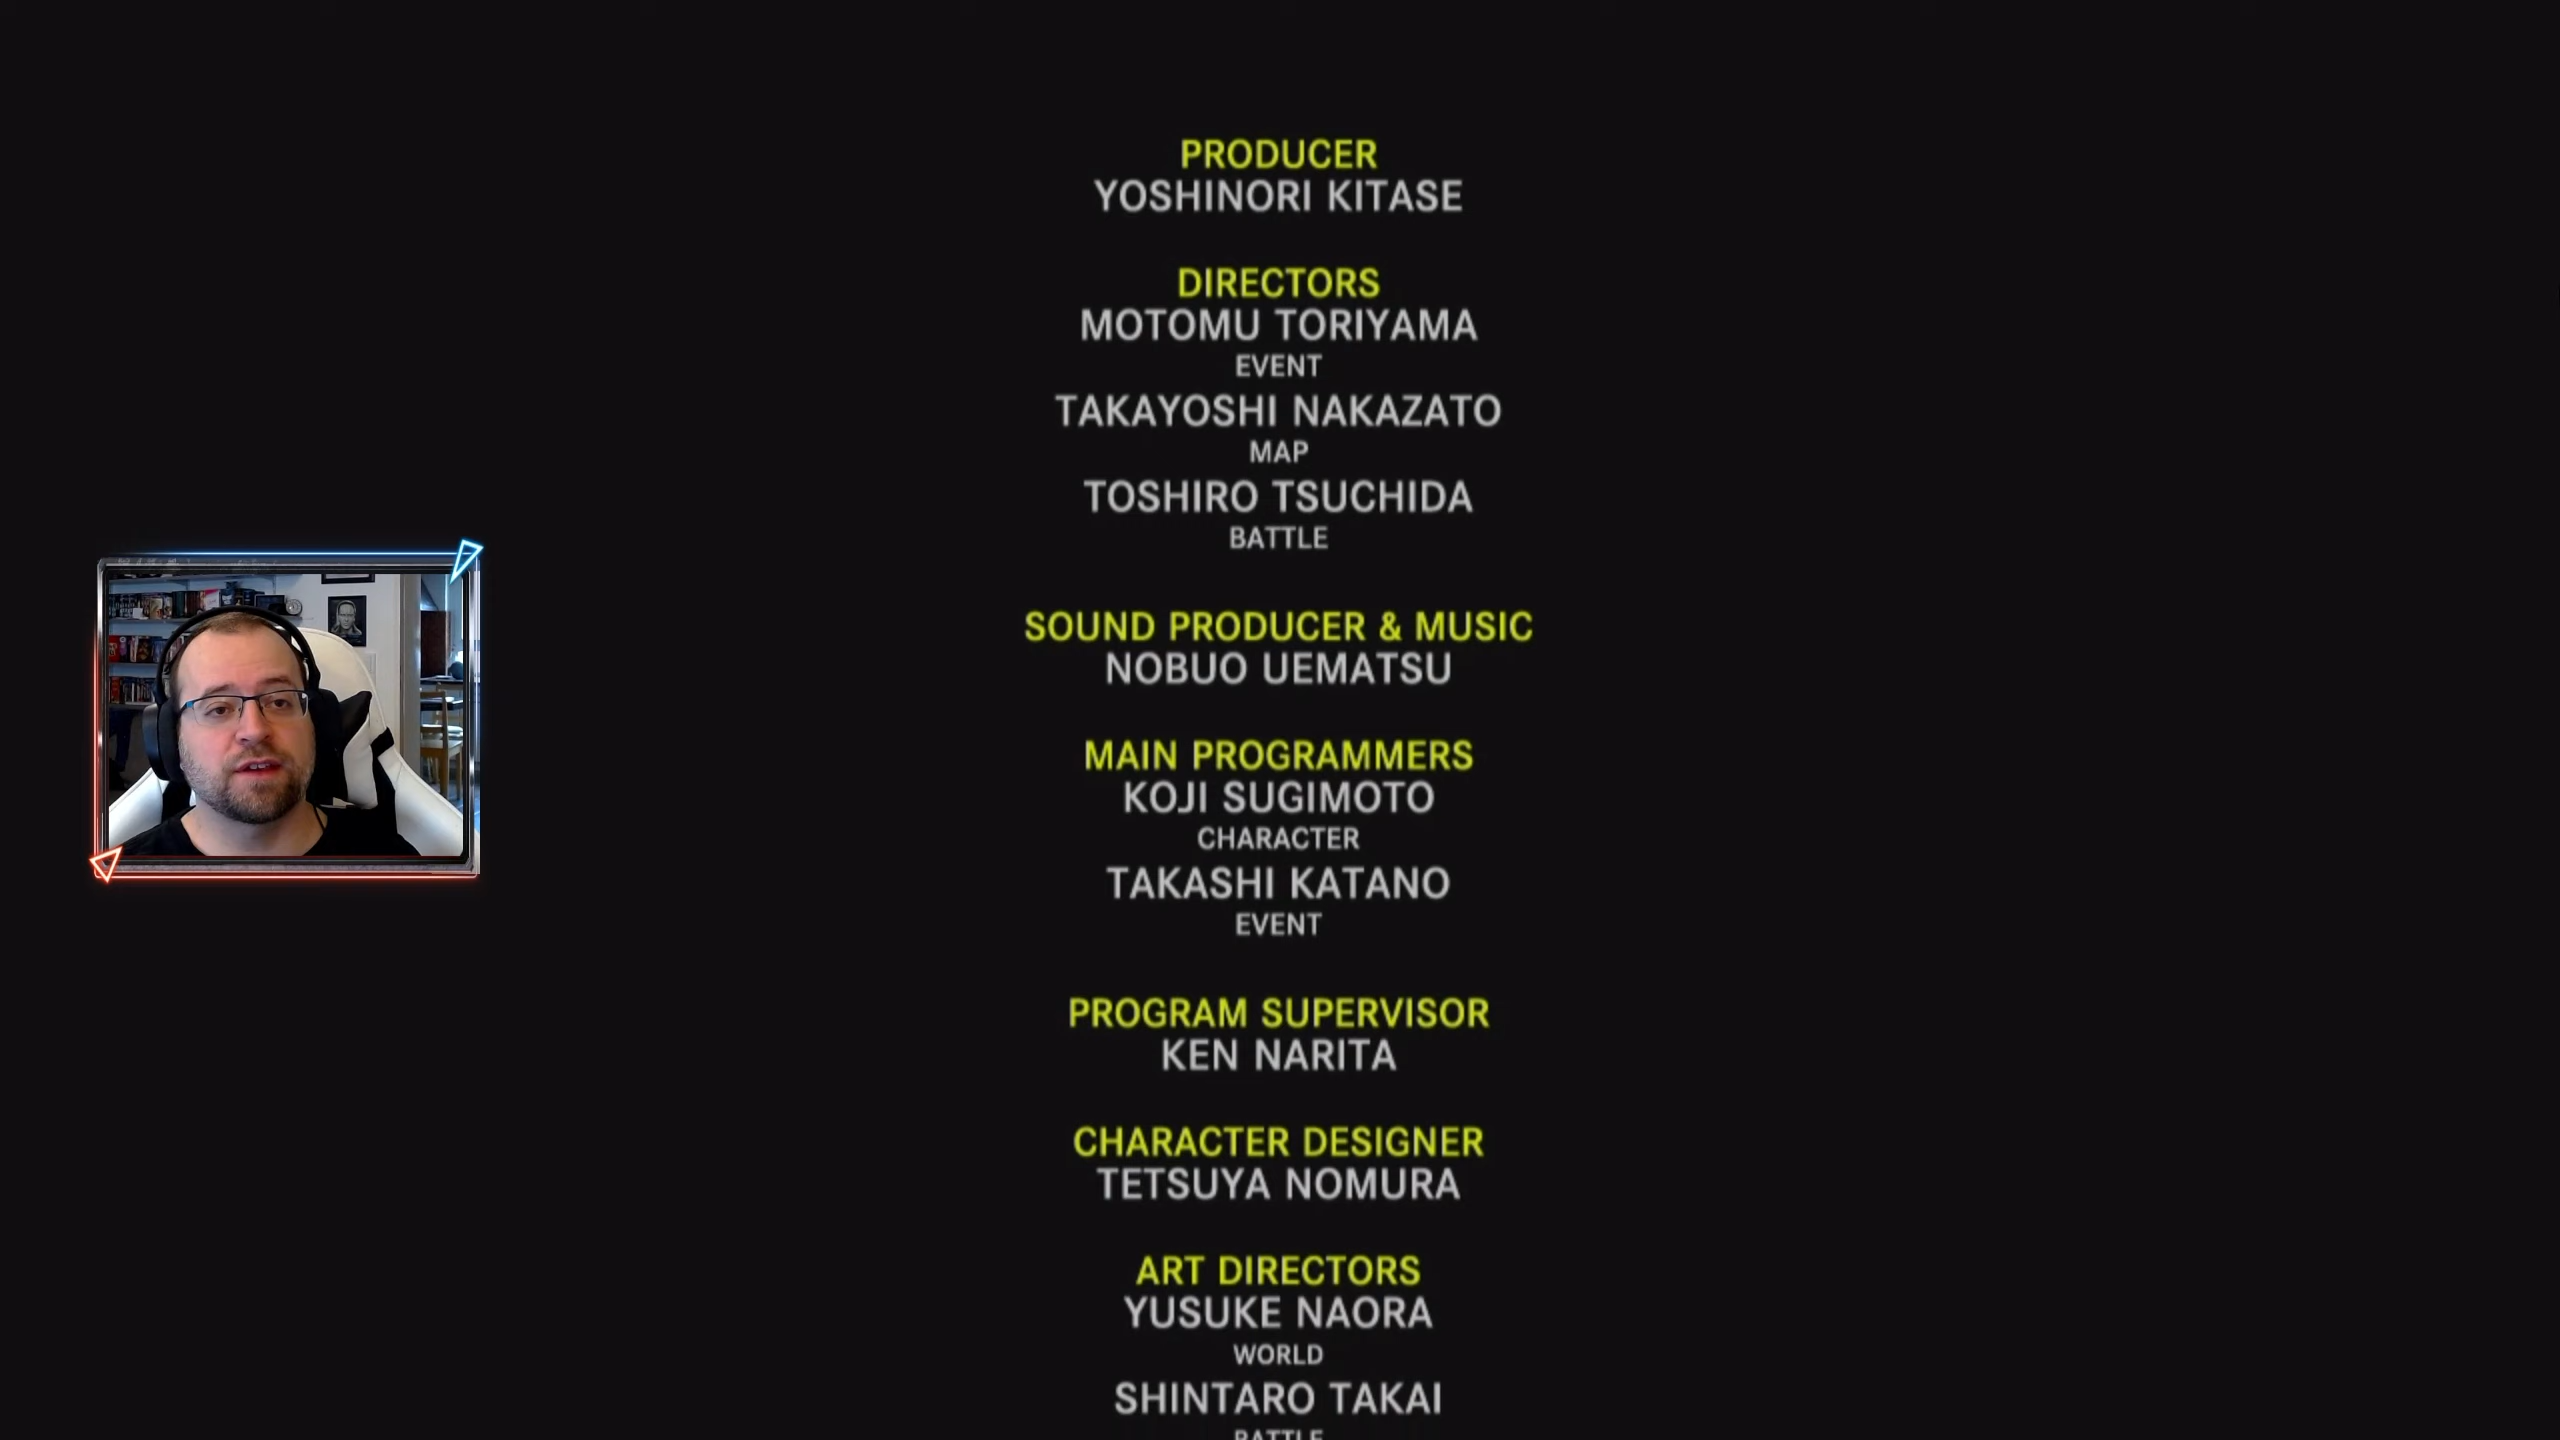 PRODUCER
YOSHINORI KITASE
DIRECTORS
MOTOMU TORIYAMA
EVENT
TAKAYOSHI NAKAZATO
MAP
TOSHIRO TSUCHIDA
BATTLE
SOUND PRODUCER & MUSIC
NOBUO UEMATSU
MAIN PROGRAMMERS
KOJI SUGIMOTO
CHARACTER
TAKASHI KATANO
EVENT
PROGRAM SUPERVISOR
KEN NARITA
CHARACTER DESIGNER
TETSUYA NOMURA
ART DIRECTORS
YUSUKE NAORA
WORLD
SHINTARO TAKAI
BATTLE